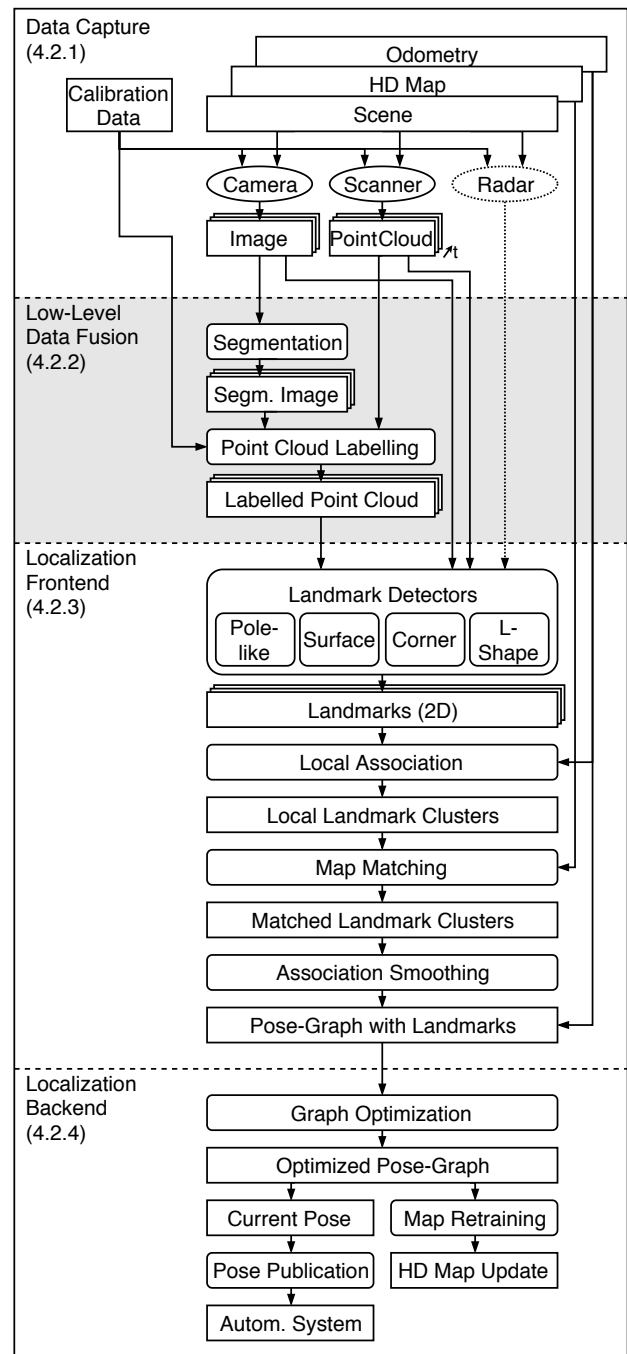 Data Capture
(4.2.1)
Odometry
HD Map
Scene
Calibration
Data
Camera
Scanner
Radar
Image
PointCloud
t
Low-Level
Data Fusion
(4.2.2)
Segmentation
Segm. Image
Point Cloud Labelling
Labelled Point Cloud
Localization
Frontend
(4.2.3)
Landmark Detectors
Pole-
like
Surface
Corner
L-
Shape
Landmarks (2D)
Local Association
Local Landmark Clusters
Map Matching
Matched Landmark Clusters
Association Smoothing
Pose-Graph with Landmarks
Localization
Backend
(4.2.4)
Graph Optimization
Optimized Pose-Graph
Current Pose
Map Retraining
Pose Publication
HD Map Update
Autom. System